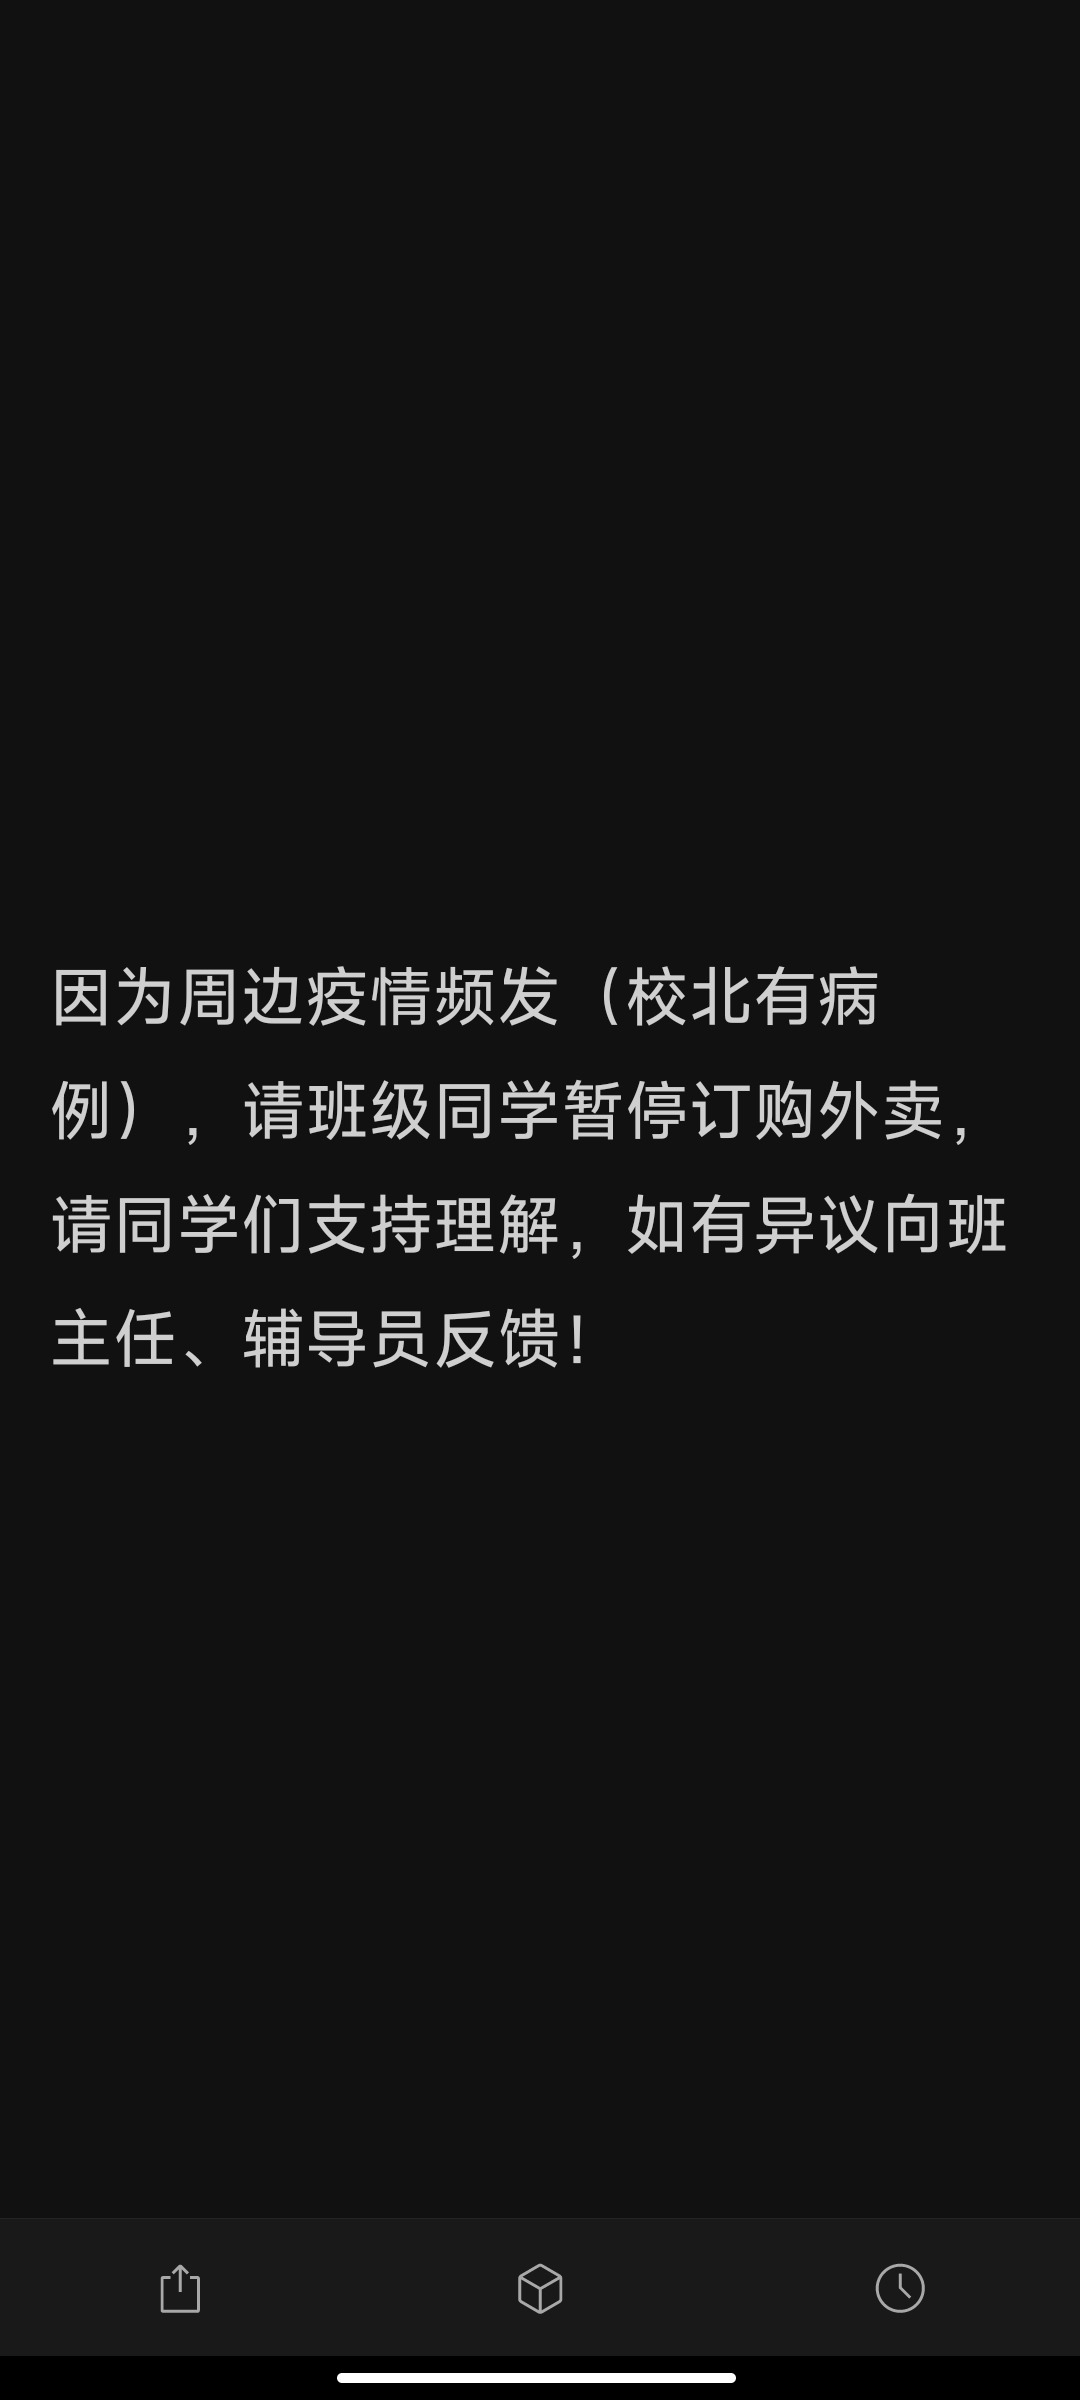 因为周边疫情频发（校北有病
例），请班级同学暂停订购外卖，
请同学们支持理解，如有异议向班
主任、辅导员反馈！